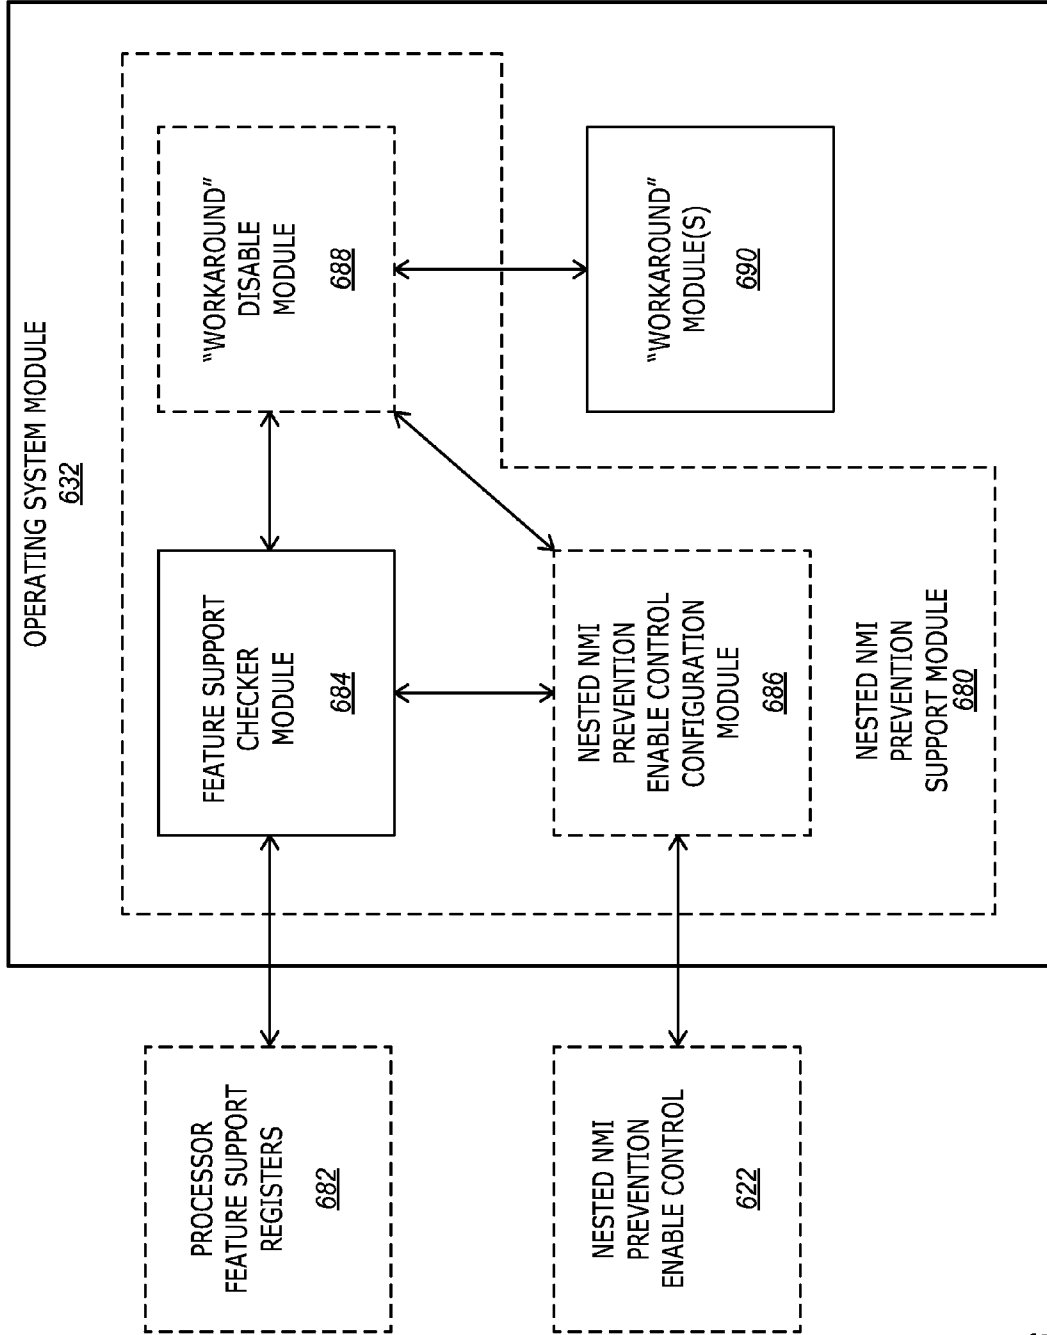 OPERATING SYSTEM MODULE
632
PROCESSOR
FEATURE SUPPORT
REGISTERS
682
FEATURE SUPPORT
CHECKER
MODULE
684
"WORKAROUND"
DISABLE
MODULE
688
NESTED NMI
PREVENTION
ENABLE CONTROL
622
NESTED NMI
PREVENTION
ENABLE CONTROL
CONFIGURATION
MODULE
686
"WORKAROUND"
MODULE(S)
690
NESTED NMI
PREVENTION
SUPPORT MODULE
680